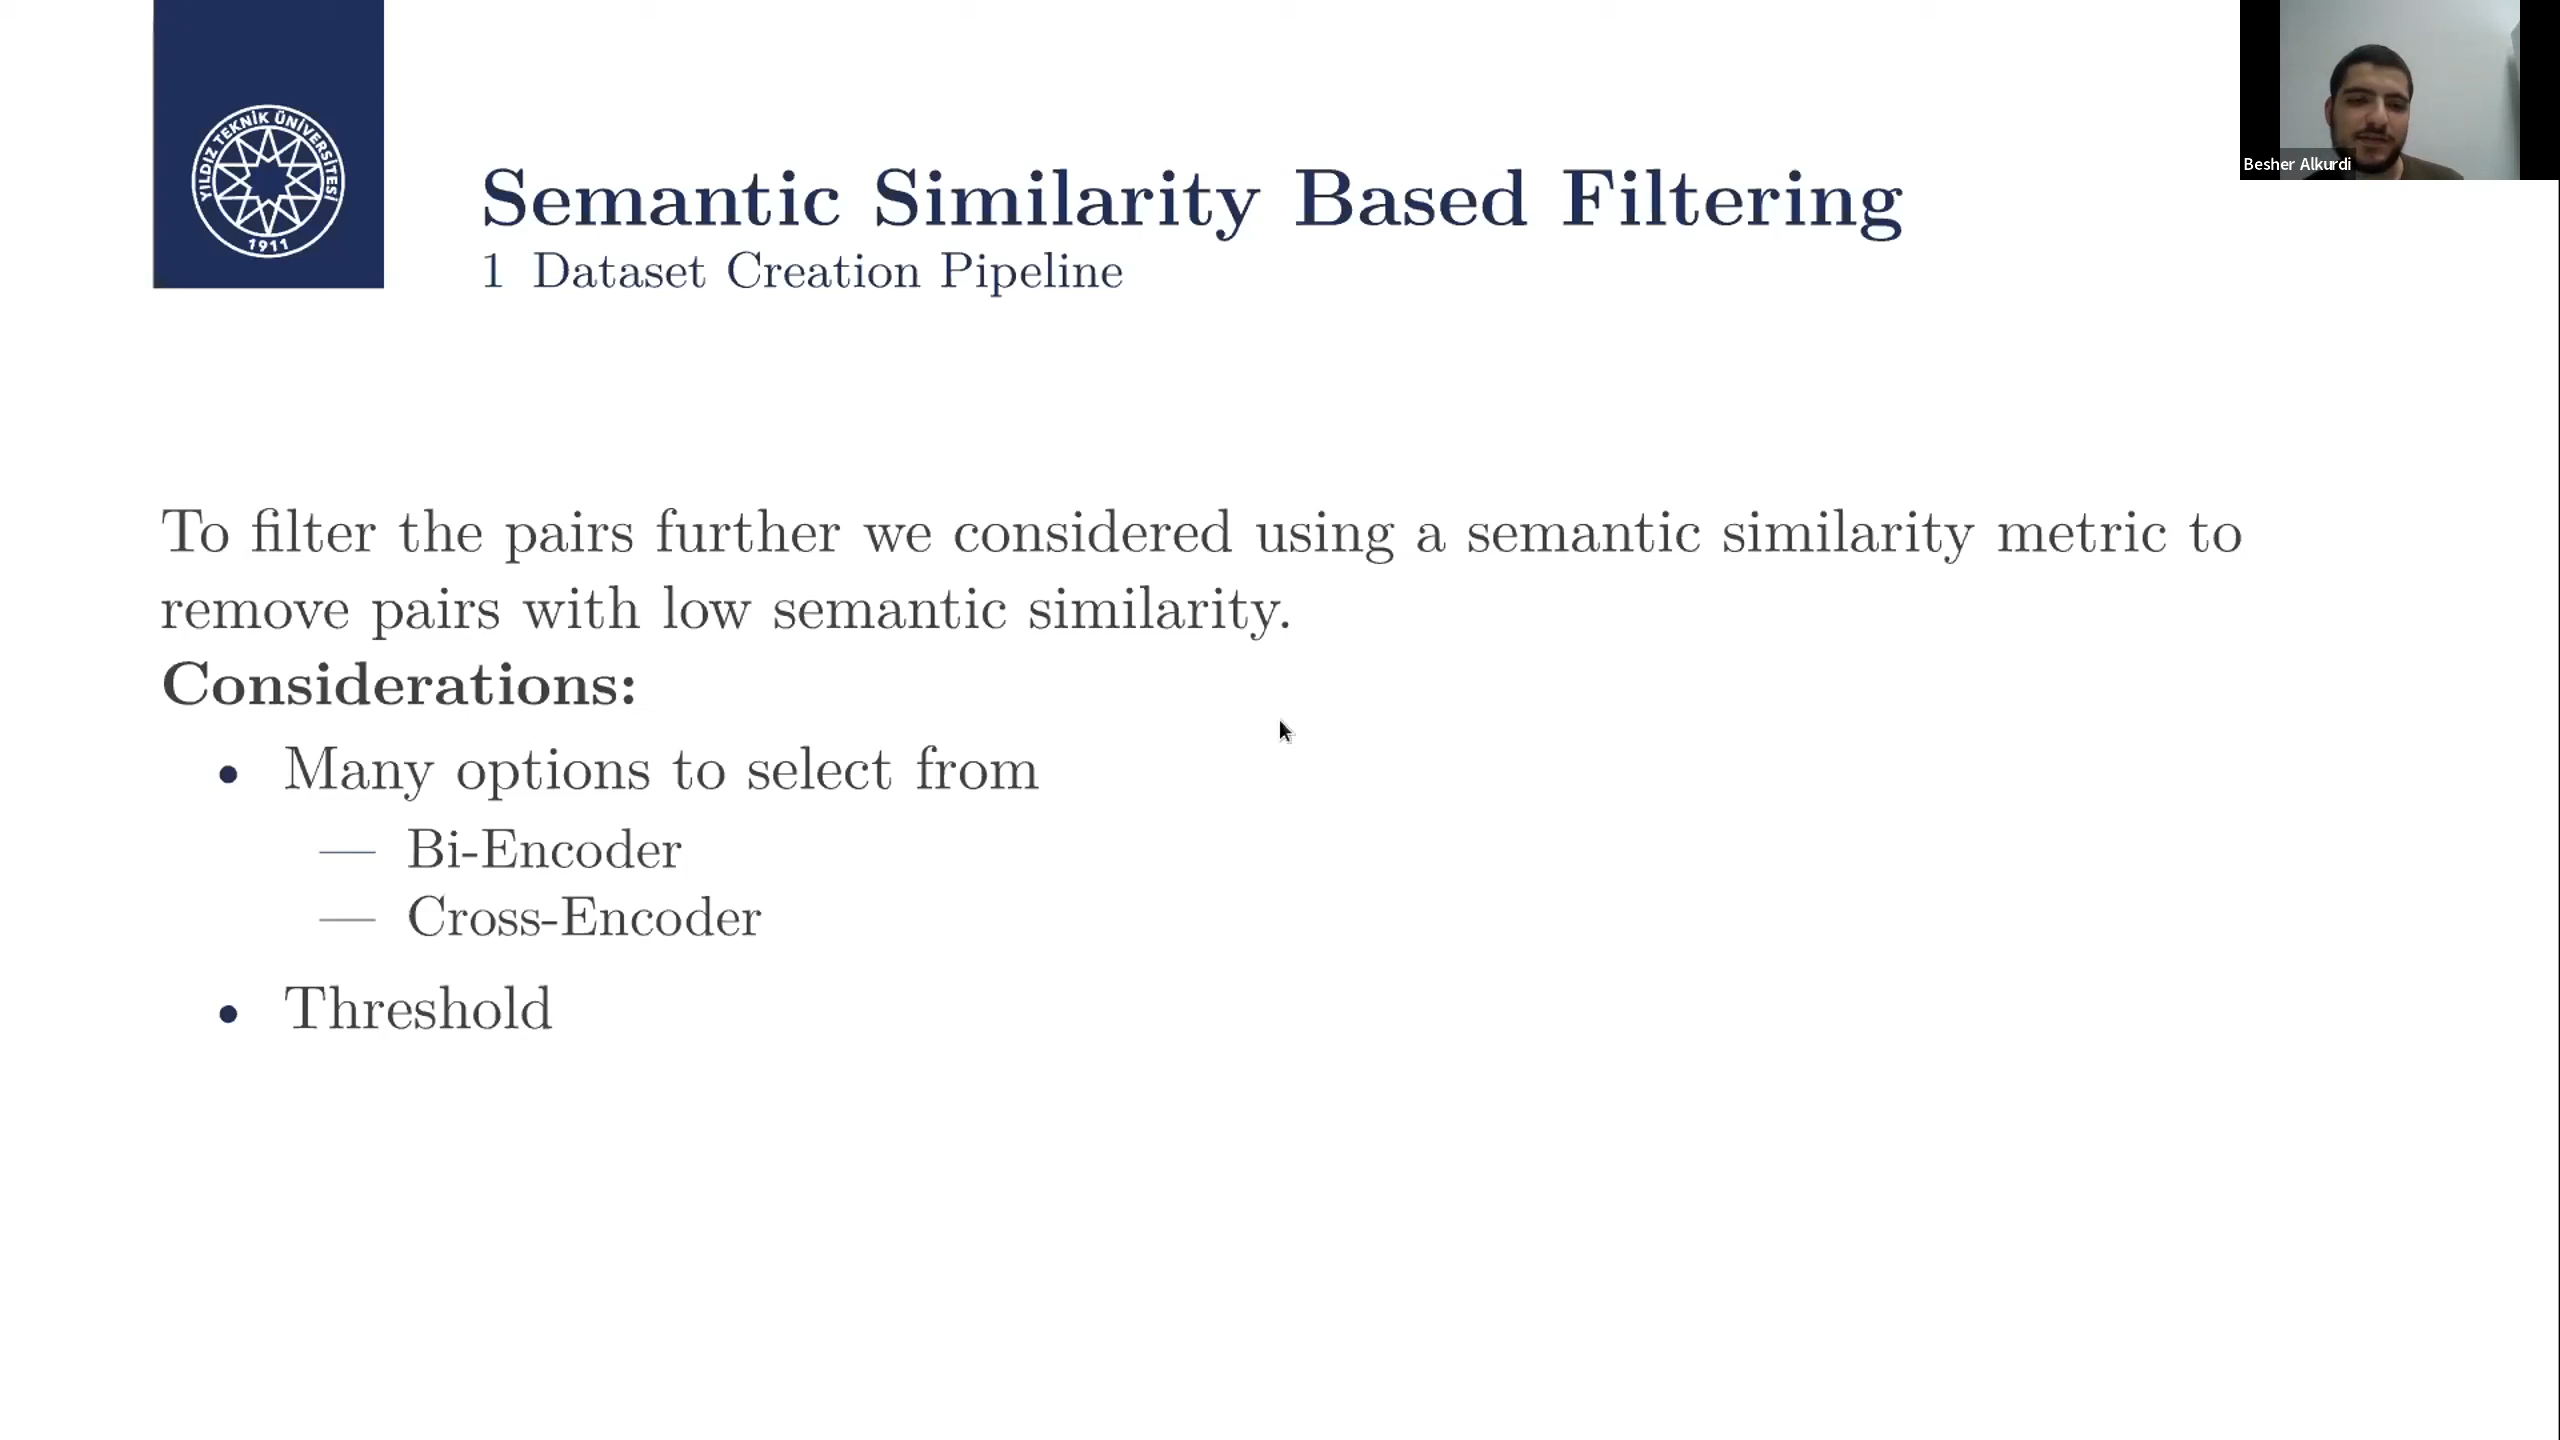 YILDIZ TEKNİK ÜNİVERSİTESİ
1911
Besher Alkurdi
Semantic Similarity Based Filtering
1 Dataset Creation Pipeline
To filter the pairs further we considered using a semantic similarity metric to
remove pairs with low semantic similarity.
Considerations:
• Many options to select from
— Bi-Encoder
— Cross-Encoder
• Threshold